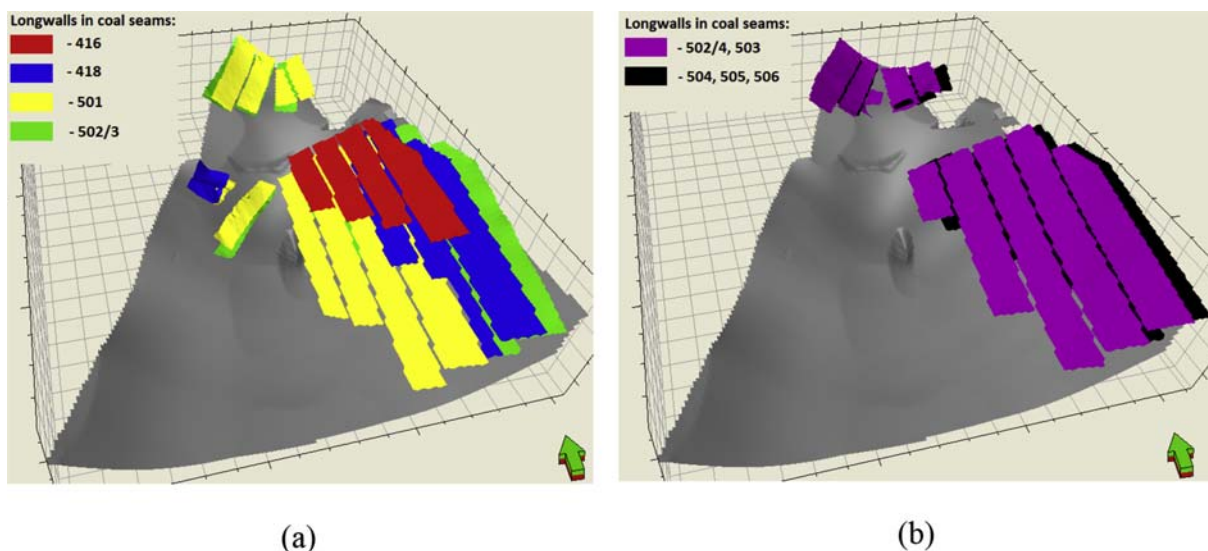 Longwalls in coal seams:
- 416
- 418
- 501
- 502/3
(a)
Longwalls in coal seams:
- 502/4, 503
- 504, 505, 506
(b)